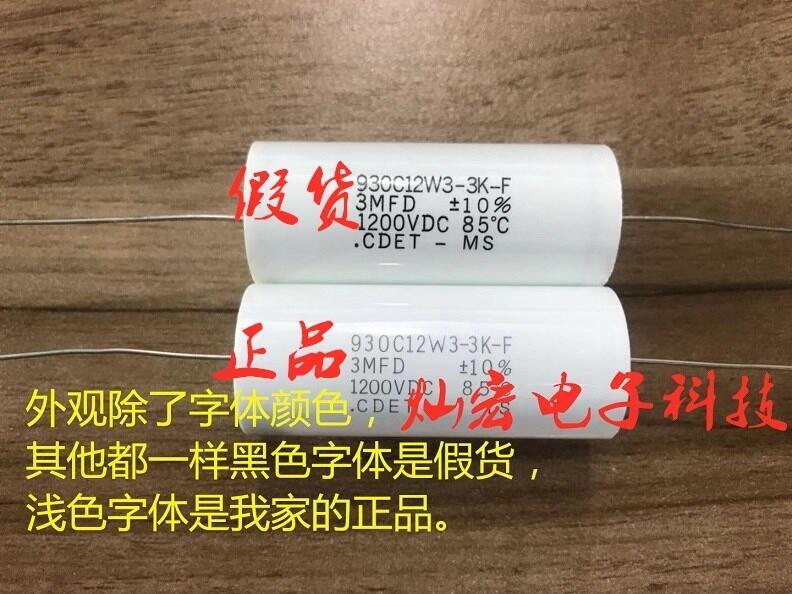 假货
930C12W3-3K-F
3MFD ±10%
1200VDC 85°C
.CDET - MS
正品
930C12W3-3K-F
3MFD ±10%
1200VDC 85°C
.CDET MS
灿宏电子科技
外观除了字体颜色，
其他都一样黑色字体是假货，
浅色字体是我家的正品。